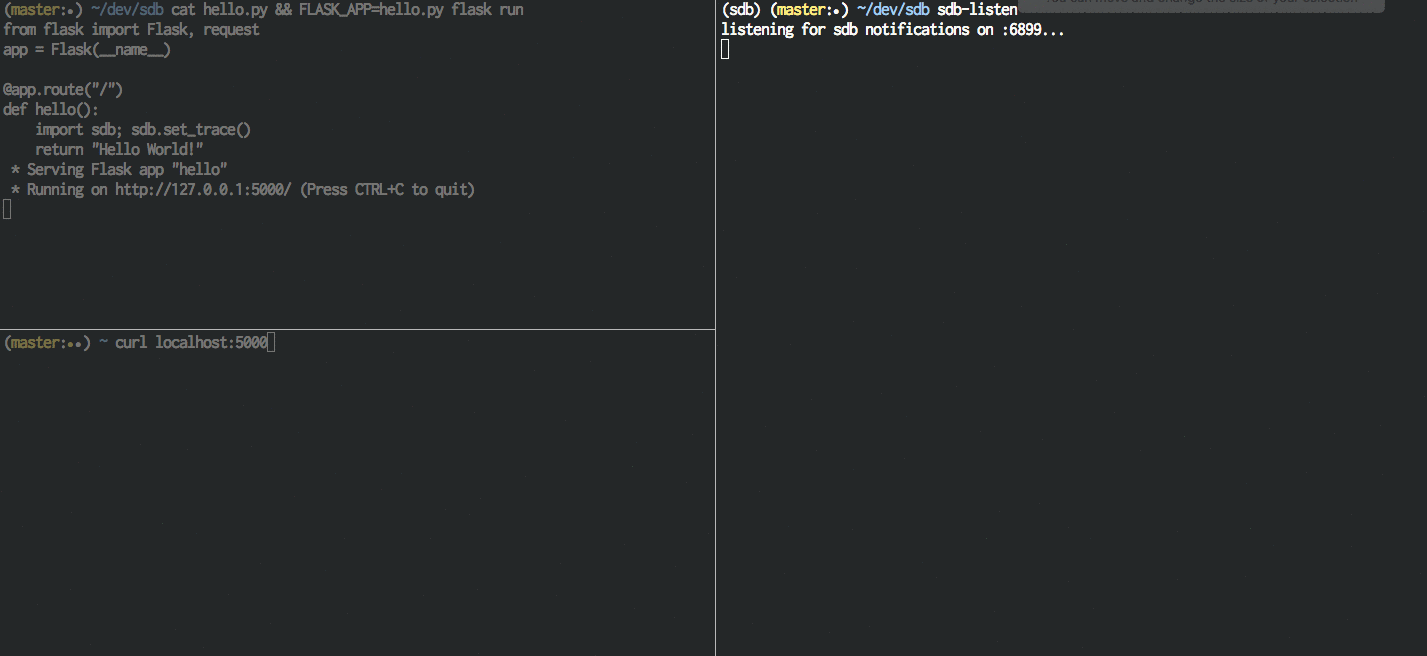 (master:•) ~/dev/sdb cat hello.py && FLASK_APP=hello.py flask run
from flask import Flask, request
app = Flask(__name__)
@app.route("/")
def hello():
    import sdb; sdb.set_trace()
    return "Hello World!"
 * Serving Flask app "hello"
 * Running on http://127.0.0.1:5000/ (Press CTRL+C to quit)
(master:••) ~ curl localhost:5000
(sdb) (master:•) ~/dev/sdb sdb-listen
listening for sdb notifications on :6899...